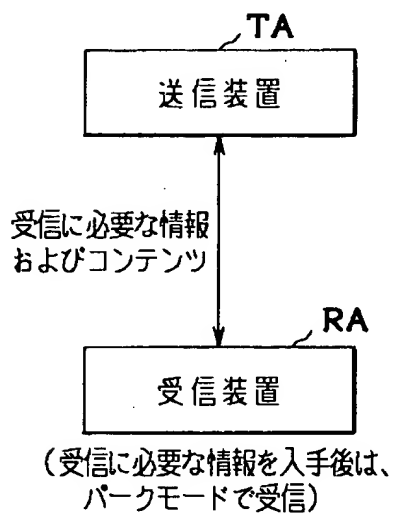 TA
送信装置
受信に必要な情報
およびコンテンツ
RA
受信装置
(受信に必要な情報を入手後は、
パークモードで受信)